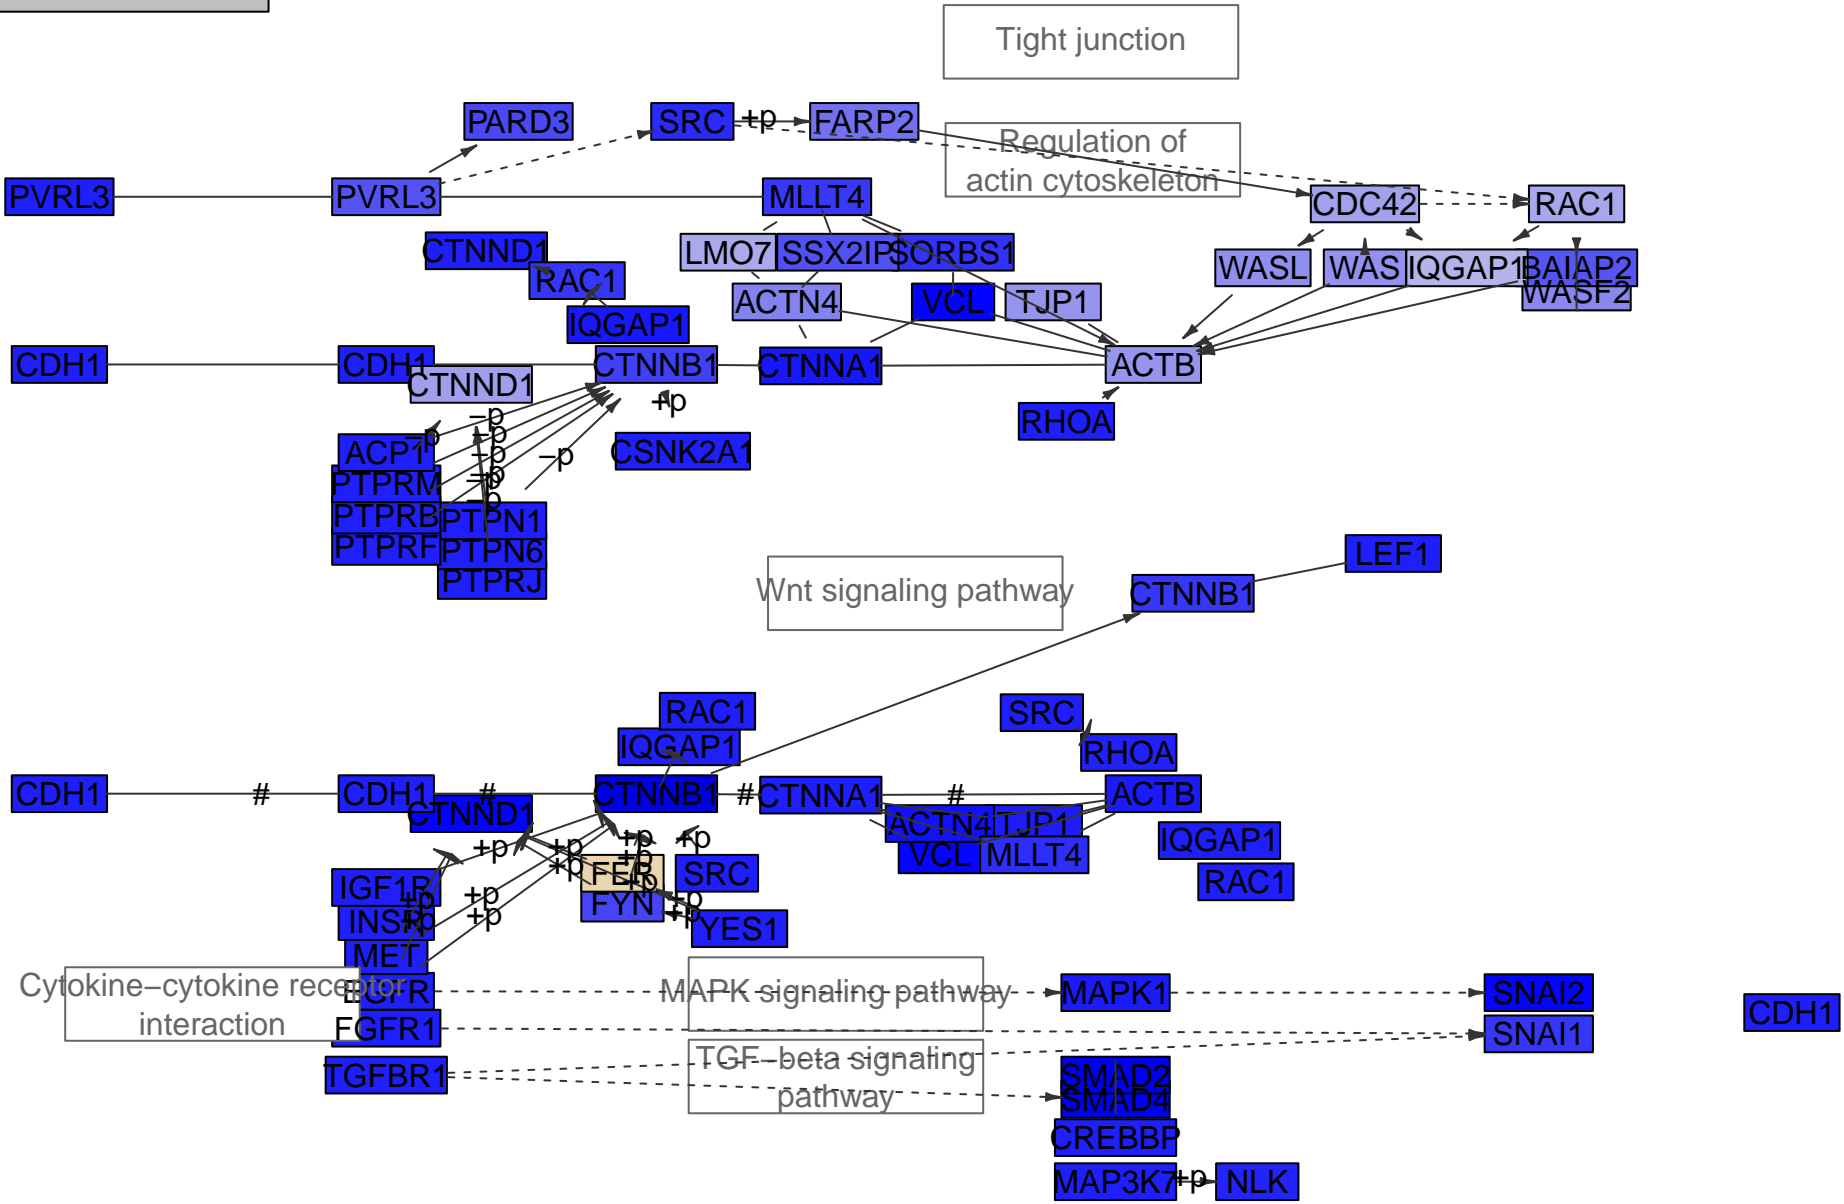 Tight junction
PARD3
SRC
+p
FARP2
Regulation of
actin cytoskeleton
PVRL3
PVRL3
MLLT4
CDC42
RAC1
CTNND1
LMO7
SSX2IP
SORBS1
WASL
WAS
IQGAP1
BAIAP2
RAC1
WASF2
ACTN4
VCL
TJP1
IQGAP1
CDH1
CDH1
CTNNB1
CTNNA1
ACTB
CTNND1
+p
–p
RHOA
–p
–p
ACP1
–p
–p
CSNK2A1
–p
PTPRM
–p
–p
PTPRB
PTPN1
PTPRF
PTPN6
LEF1
PTPRJ
Wnt signaling pathway
CTNNB1
RAC1
SRC
IQGAP1
RHOA
CDH1
#
CDH1
#
CTNNB1
#
CTNNA1
#
ACTB
CTNND1
ACTN4
TJP1
+p
+p
+p
+p
IQGAP1
+p
+p
VCL
MLLT4
FER
+p
SRC
IGF1R
RAC1
+p
+p
+p
FYN
+p
INSR
+p
+p
YES1
MET
Cytokine–cytokine receptor
interaction
EGFR
MAPK signaling pathway
MAPK1
SNAI2
CDH1
FGFR1
SNAI1
TGF–beta signaling
pathway
TGFBR1
SMAD2
SMAD4
CREBBP
MAP3K7
+p
NLK